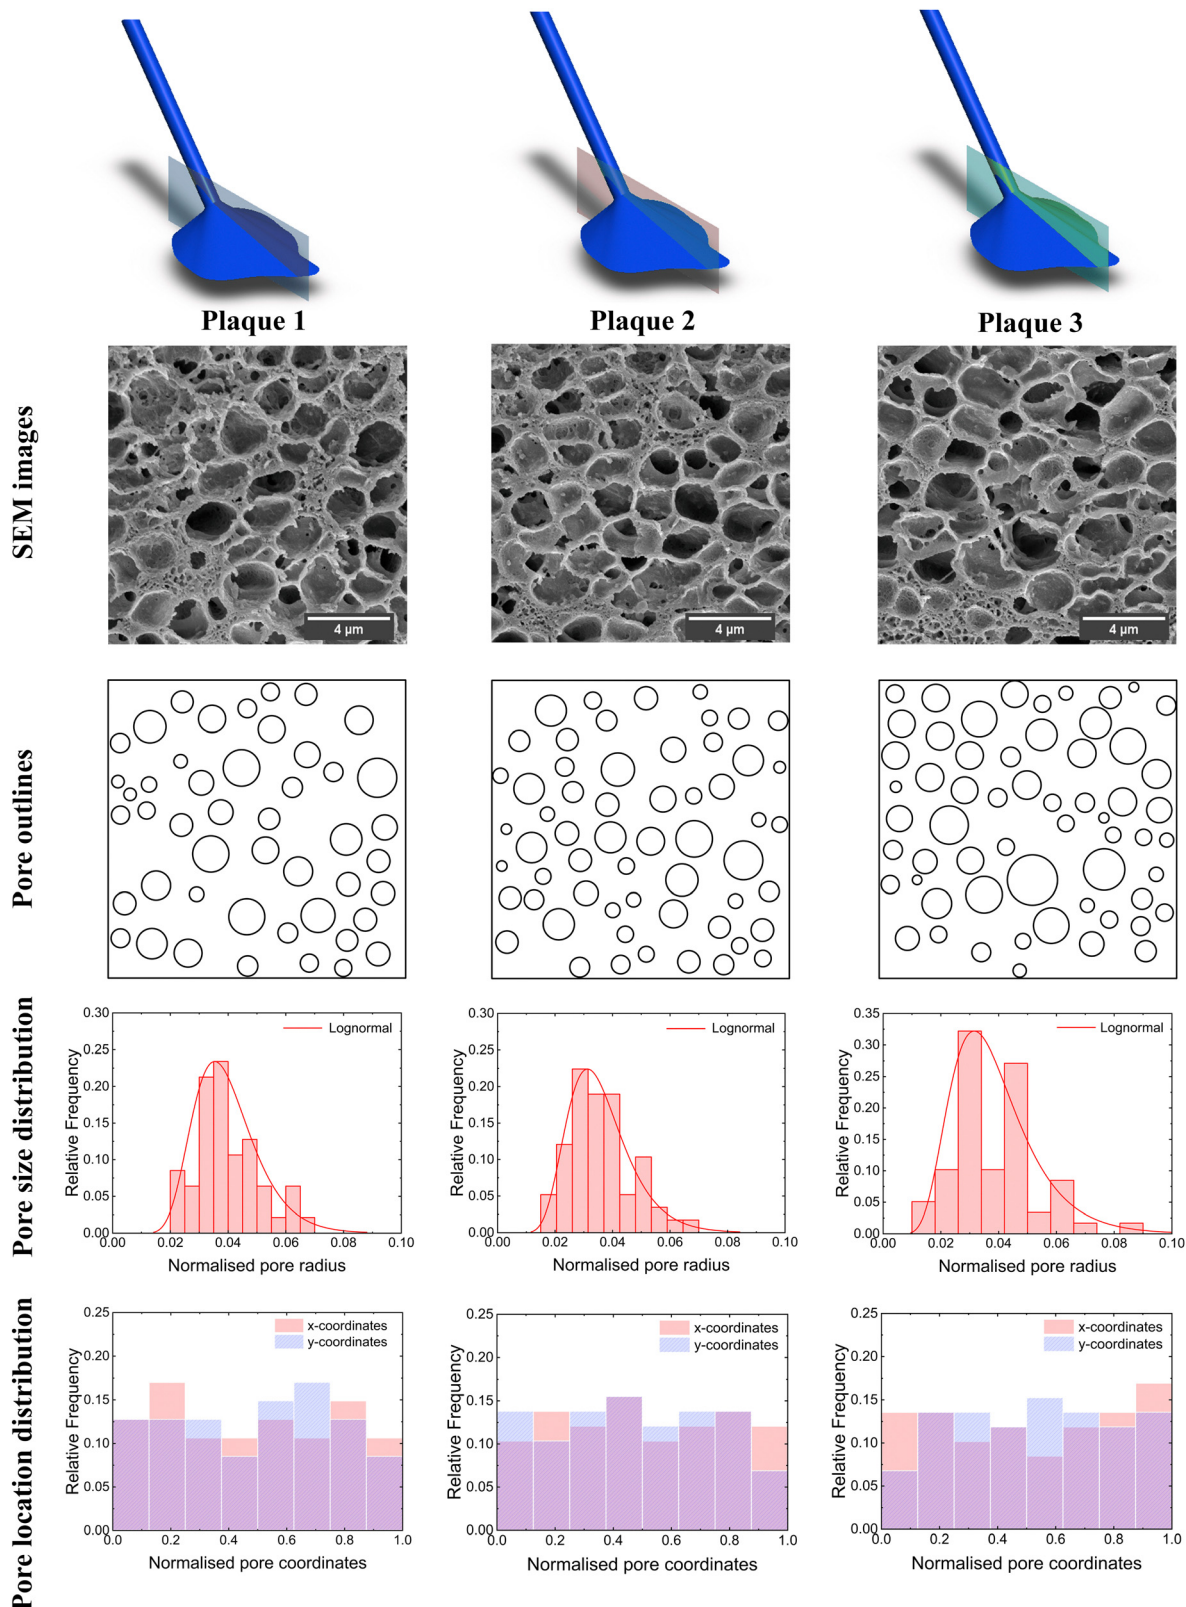 Plaque 1
Plaque 2
Plaque 3
SEM images
4 µm
4 µm
4 µm
Pore outlines
Pore size distribution
Relative Frequency
0.30
0.25
0.20
0.15
0.10
0.05
0.00
Lognormal
0.00 0.02 0.04 0.06 0.08 0.10
Normalised pore radius
Relative Frequency
0.30
0.25
0.20
0.15
0.10
0.05
0.00
Lognormal
0.00 0.02 0.04 0.06 0.08 0.10
Normalised pore radius
Relative Frequency
0.35
0.30
0.25
0.20
0.15
0.10
0.05
0.00
Lognormal
0.00 0.02 0.04 0.06 0.08 0.10
Normalised pore radius
Pore location distribution
Relative Frequency
0.25
0.20
0.15
0.10
0.05
0.00
x-coordinates
y-coordinates
0.0 0.2 0.4 0.6 0.8 1.0
Normalised pore coordinates
Relative Frequency
0.25
0.20
0.15
0.10
0.05
0.00
x-coordinates
y-coordinates
0.0 0.2 0.4 0.6 0.8 1.0
Normalised pore coordinates
Relative Frequency
0.25
0.20
0.15
0.10
0.05
0.00
x-coordinates
y-coordinates
0.0 0.2 0.4 0.6 0.8 1.0
Normalised pore coordinates